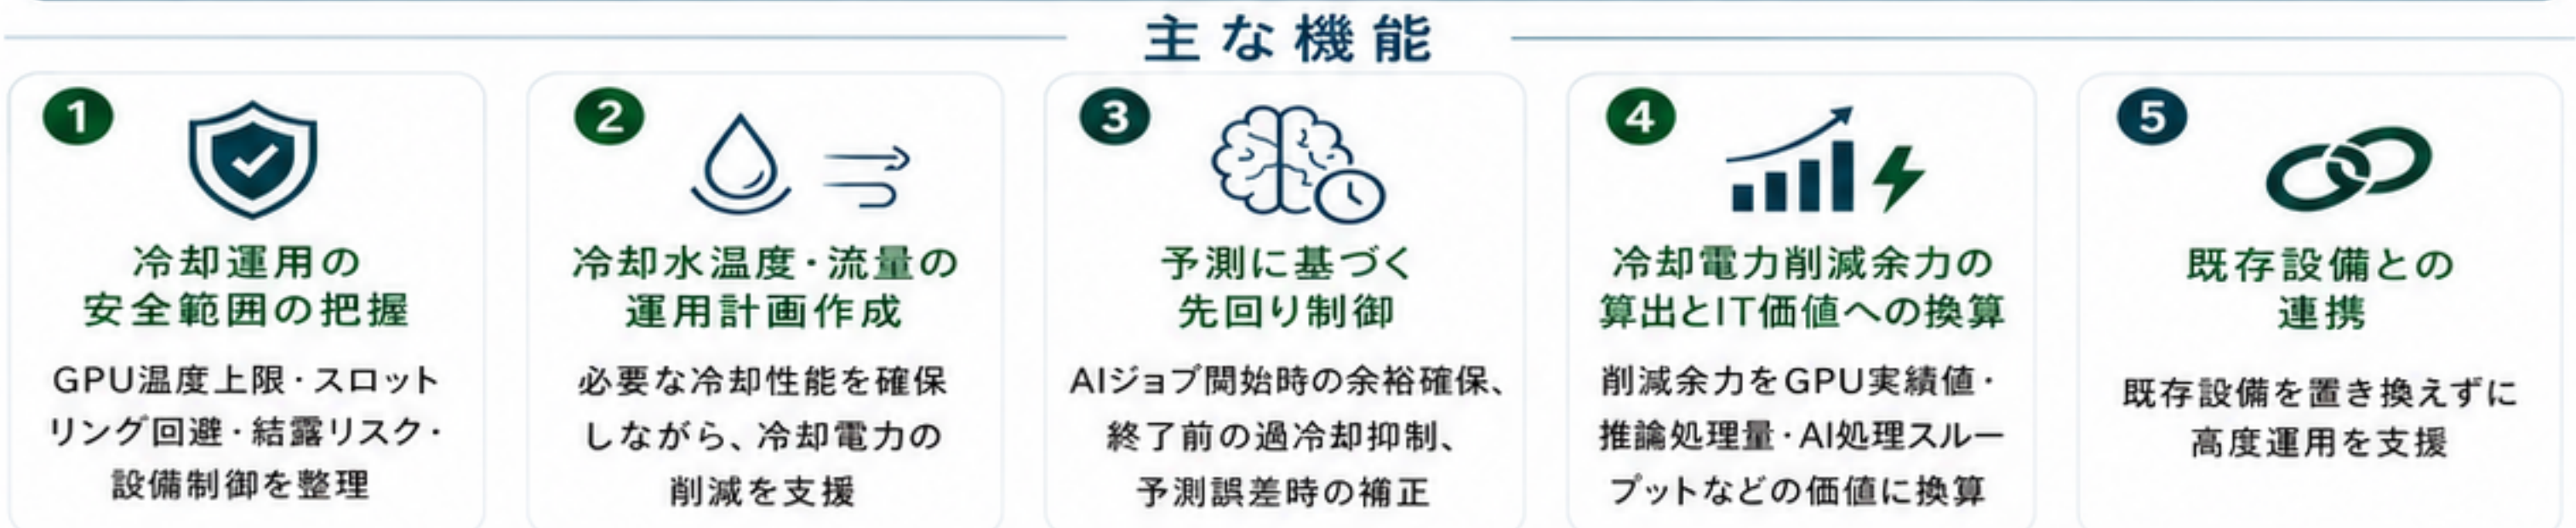 主な機能
1
冷却運用の
安全範囲の把握
GPU温度上限・スロット
リング回避・結露リスク・
設備制御を整理
2
冷却水温度・流量の
運用計画作成
必要な冷却性能を確保
しながら、冷却電力の
削減を支援
3
予測に基づく
先回り制御
AIジョブ開始時の余裕確保、
終了前の過冷却抑制、
予測誤差時の補正
4
冷却電力削減余力の
算出とIT価値への換算
削減余力をGPU実績値・
推論処理量・AI処理スルー
プットなどの価値に換算
5
既存設備との
連携
既存設備を置き換えずに
高度運用を支援